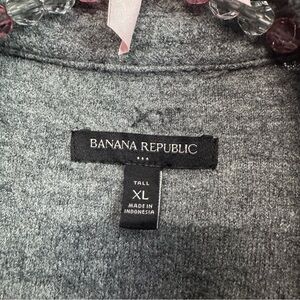 BANANA REPUBLIC
TALL
XL
MADE IN
INDONESIA